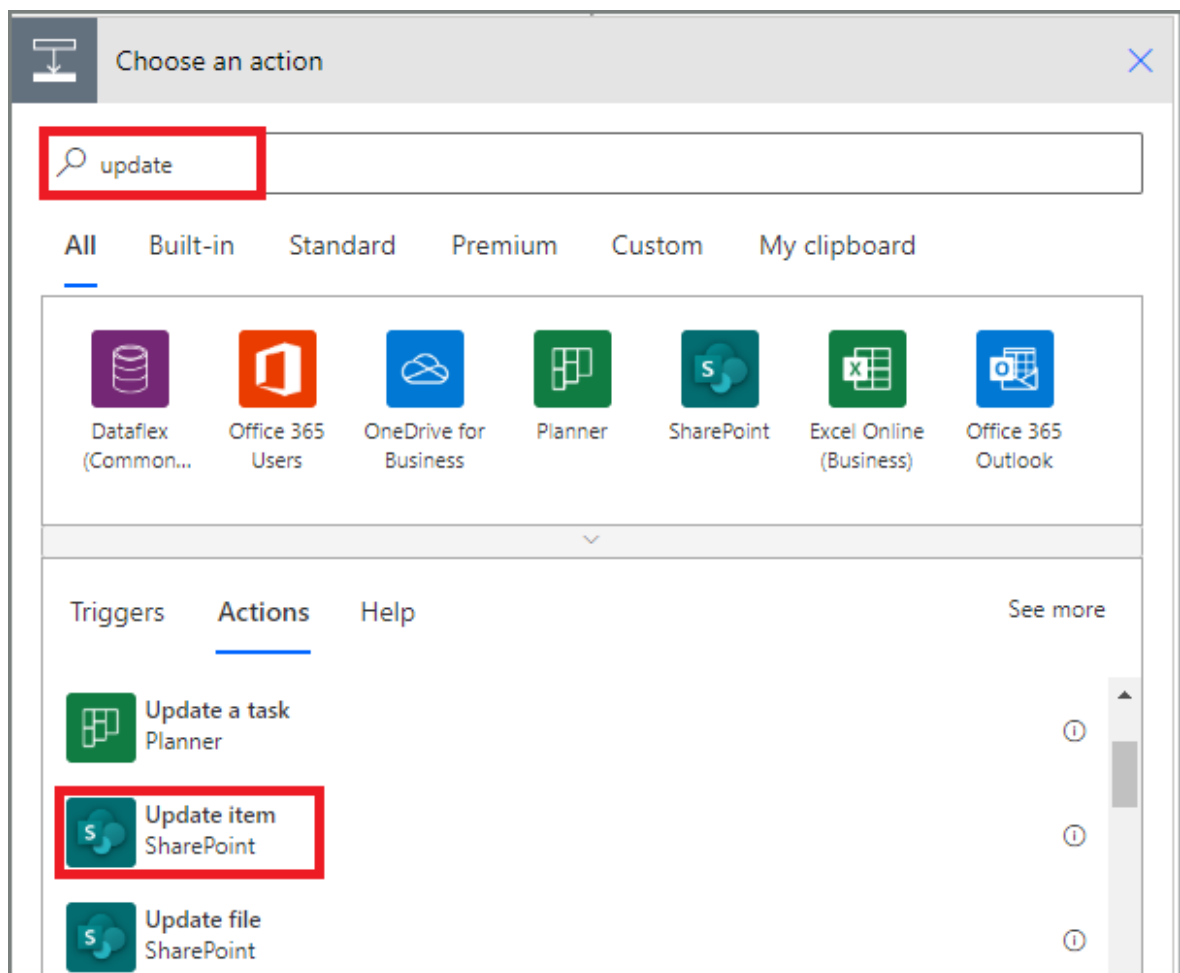 Choose an action
update
All Built-in Standard Premium Custom My clipboard
Dataflex (Common...
Office 365 Users
OneDrive for Business
Planner
SharePoint
Excel Online (Business)
Office 365 Outlook
Triggers Actions Help See more
Update a task
Planner
Update item
SharePoint
Update file
SharePoint